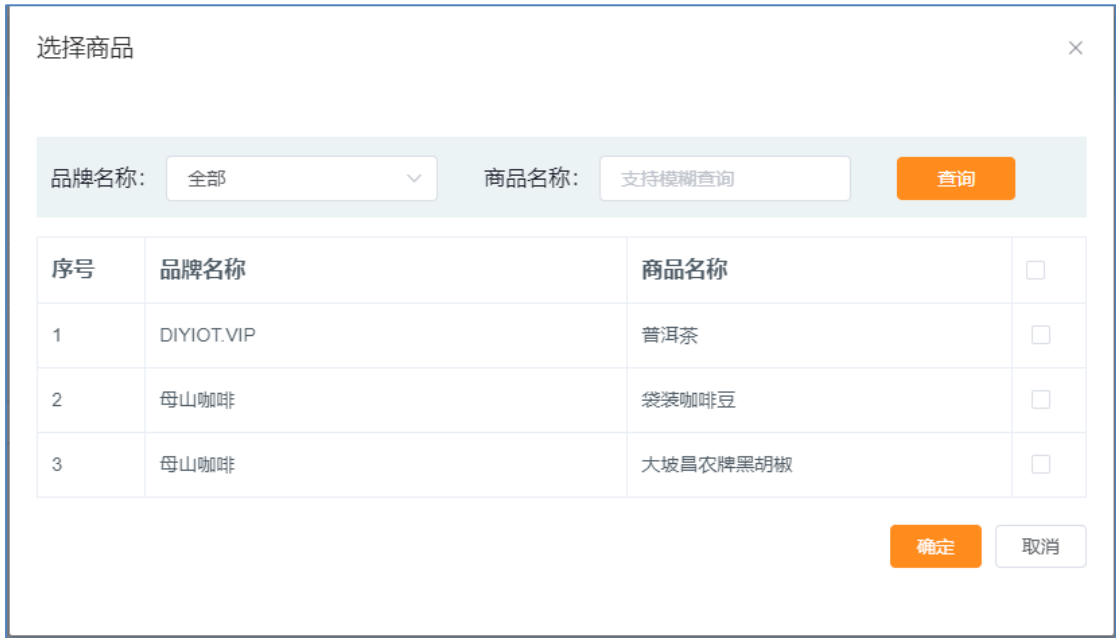 选择商品
品牌名称: 全部 商品名称: 支持模糊查询 查询
序号 品牌名称 商品名称
1 DIYIOT.VIP 普洱茶
2 母山咖啡 袋装咖啡豆
3 母山咖啡 大坡昌农牌黑胡椒
确定 取消